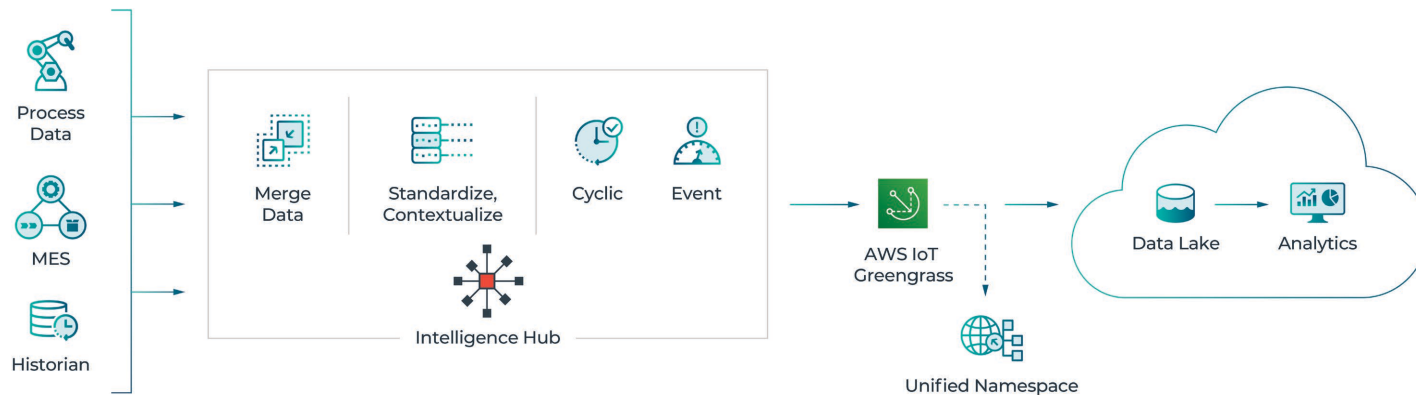 Process
Data
MES
Historian
Merge
Data
Standardize,
Contextualize
Cyclic
Event
Intelligence Hub
AWS IoT
Greengrass
Unified Namespace
Data Lake
Analytics